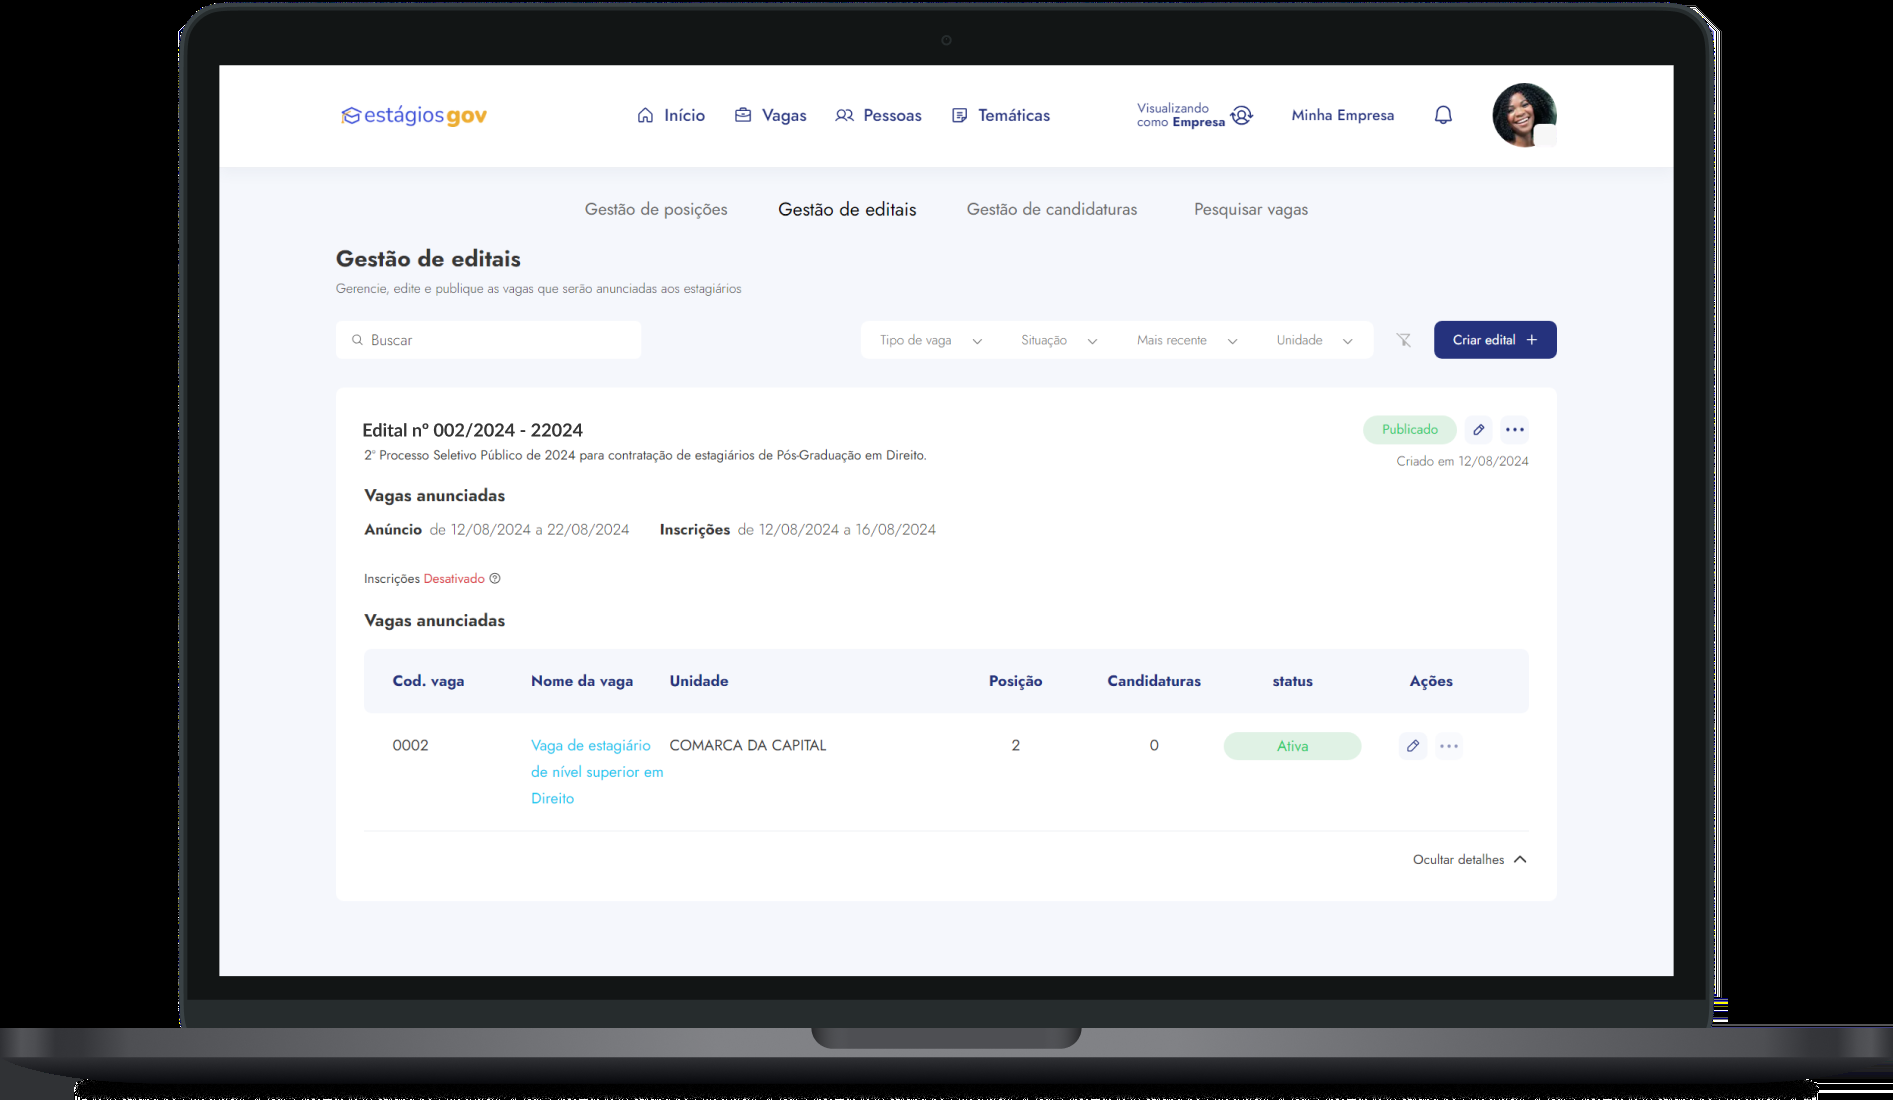 estágiosgov
Início
Vagas
Pessoas
Temáticas
Visualizando
como Empresa
Minha Empresa
Gestão de posições
Gestão de editais
Gestão de candidaturas
Pesquisar vagas
Gestão de editais
Gerencie, edite e publique as vagas que serão anunciadas aos estagiários
Buscar
Tipo de vaga
Situação
Mais recente
Unidade
Criar edital +
Edital nº 002/2024 - 22024
Publicado
2º Processo Seletivo Público de 2024 para contratação de estagiários de Pós-Graduação em Direito.
Criado em 12/08/2024
Vagas anunciadas
Anúncio de 12/08/2024 a 22/08/2024 Inscrições de 12/08/2024 a 16/08/2024
Inscrições Desativado
Vagas anunciadas
Cod. vaga Nome da vaga Unidade Posição Candidaturas status Ações
0002 Vaga de estagiário COMARCA DA CAPITAL 2 0 Ativa
de nível superior em
Direito
Ocultar detalhes